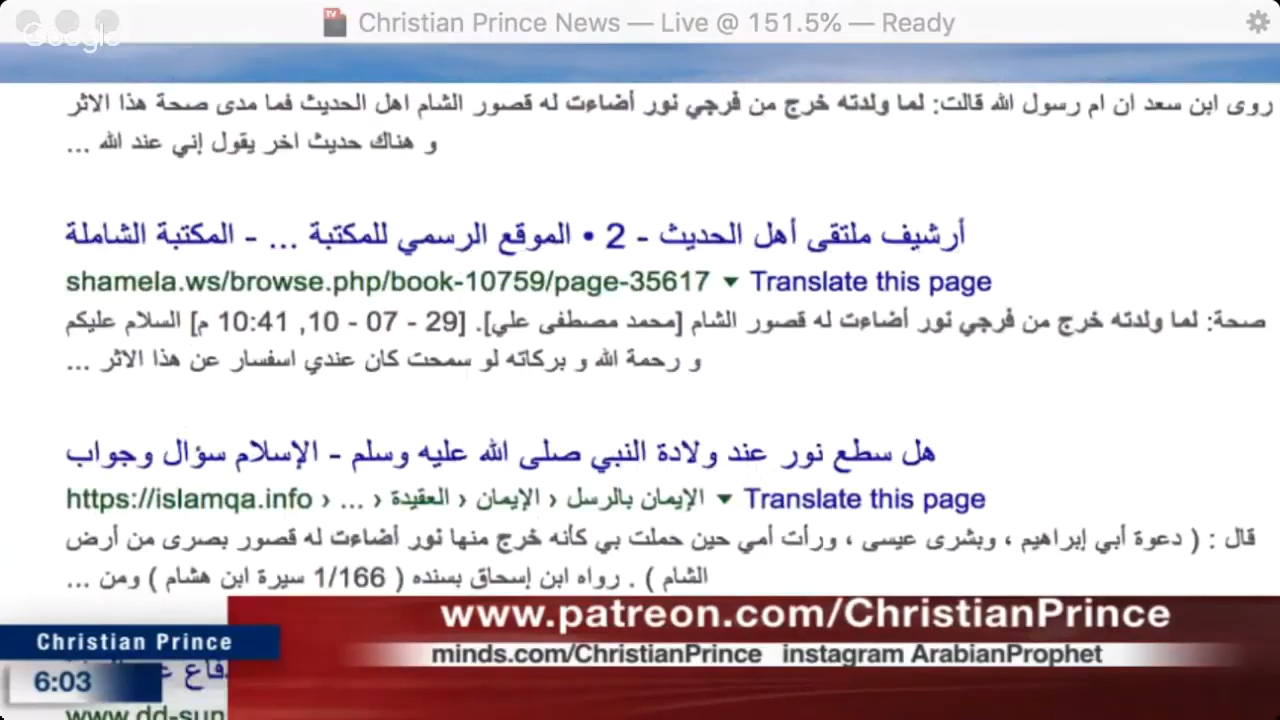 Christian Prince News — Live @ 151.5% — Ready
Google
روى ابن سعد ان ام رسول الله قالت: لما ولدته خرج من فرجي نور أضاءت له قصور الشام اهل الحديث فما مدى صحة هذا الاثر
و هناك حديث اخر يقول إني عند الله ...
أرشيف ملتقى أهل الحديث - 2 • الموقع الرسمي للمكتبة ... - المكتبة الشاملة
shamela.ws/browse.php/book-10759/page-35617 ▼ Translate this page
صحة: لما ولدته خرج من فرجي نور أضاءت له قصور الشام [محمد مصطفى علي]. [29 - 07 - 10, 10:41 م] السلام عليكم
و رحمة الله و بركاته لو سمحت كان عندي اسفسار عن هذا الاثر ...
هل سطع نور عند ولادة النبي صلى الله عليه وسلم - الإسلام سؤال وجواب
https://islamqa.info › ... › العقيدة › الإيمان › الإيمان بالرسل ▼ Translate this page
قال : ( دعوة أبي إبراهيم ، وبشرى عيسى ، ورأت أمي حين حملت بي كأنه خرج منها نور أضاءت له قصور بصرى من أرض
الشام ) . رواه ابن إسحاق بسنده ( 1/166 سيرة ابن هشام ) ومن ...
www.patreon.com/ChristianPrince
Christian Prince
minds.com/ChristianPrince instagram ArabianProphet
6:03
www.dd-sun